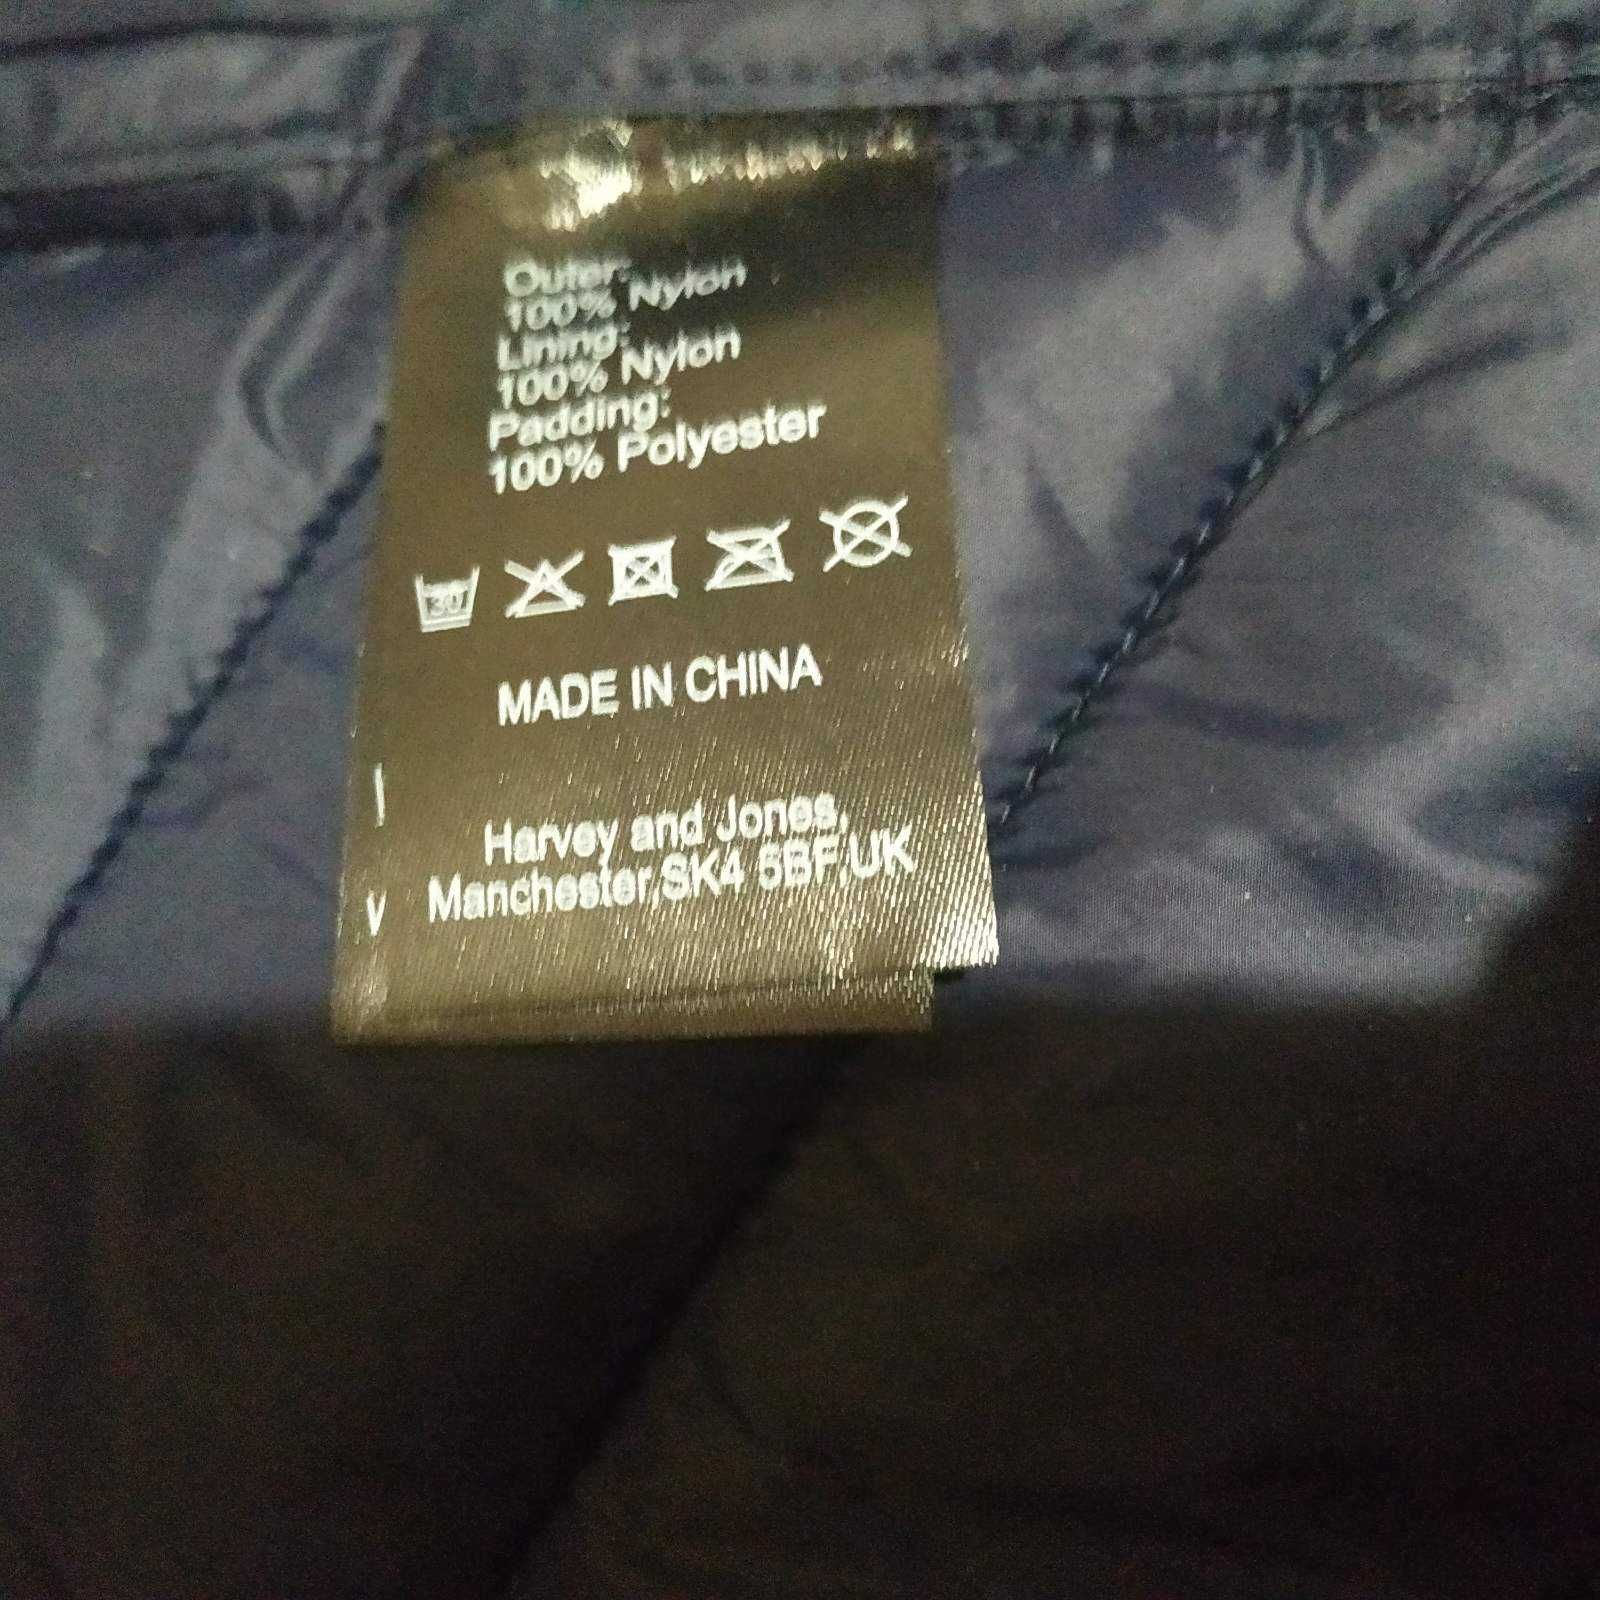 Outer:
100% Nylon
Lining:
100% Nylon
Padding:
100% Polyester
30
MADE IN CHINA
Harvey and Jones,
Manchester,SK4 5BF,UK